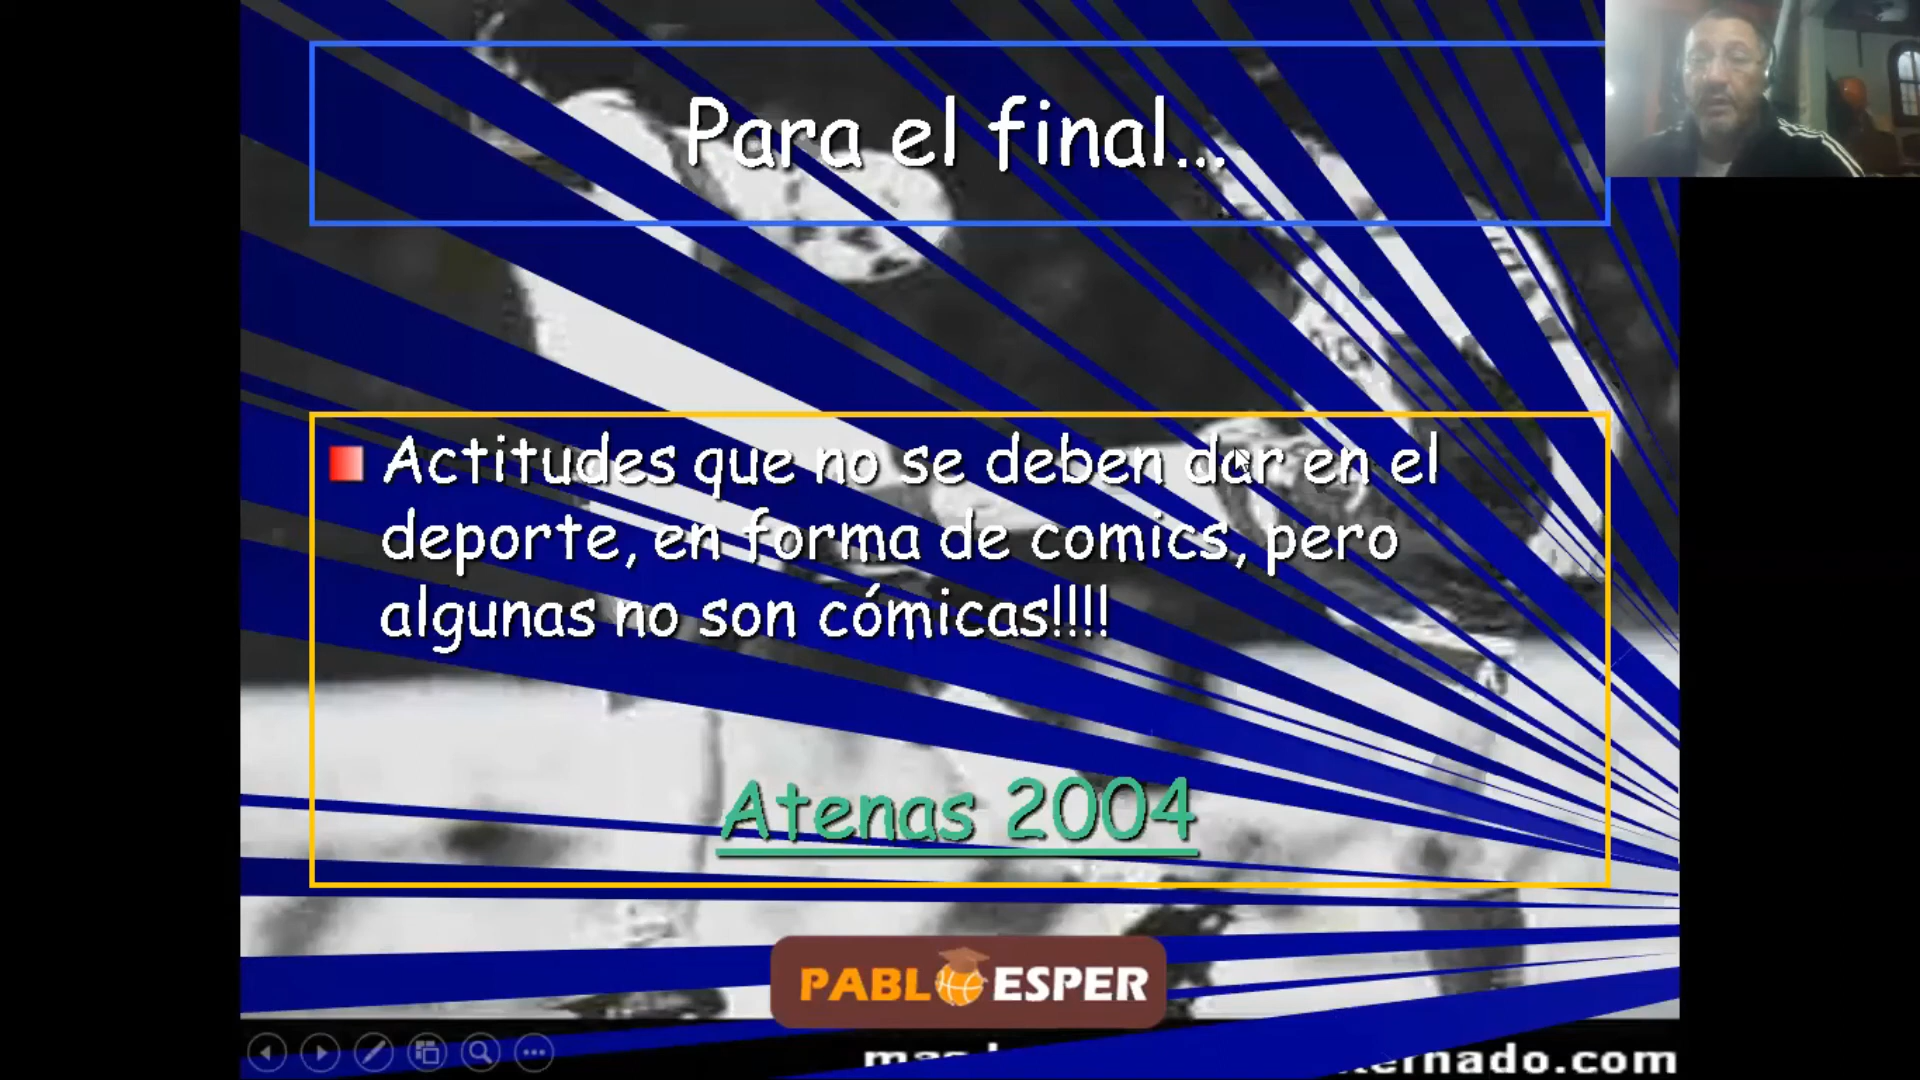 Para el final...
Actitudes que no se deben dar en el
deporte, en forma de comics, pero
algunas no son cómicas!!!!
Atenas 2004
PABLO ESPER